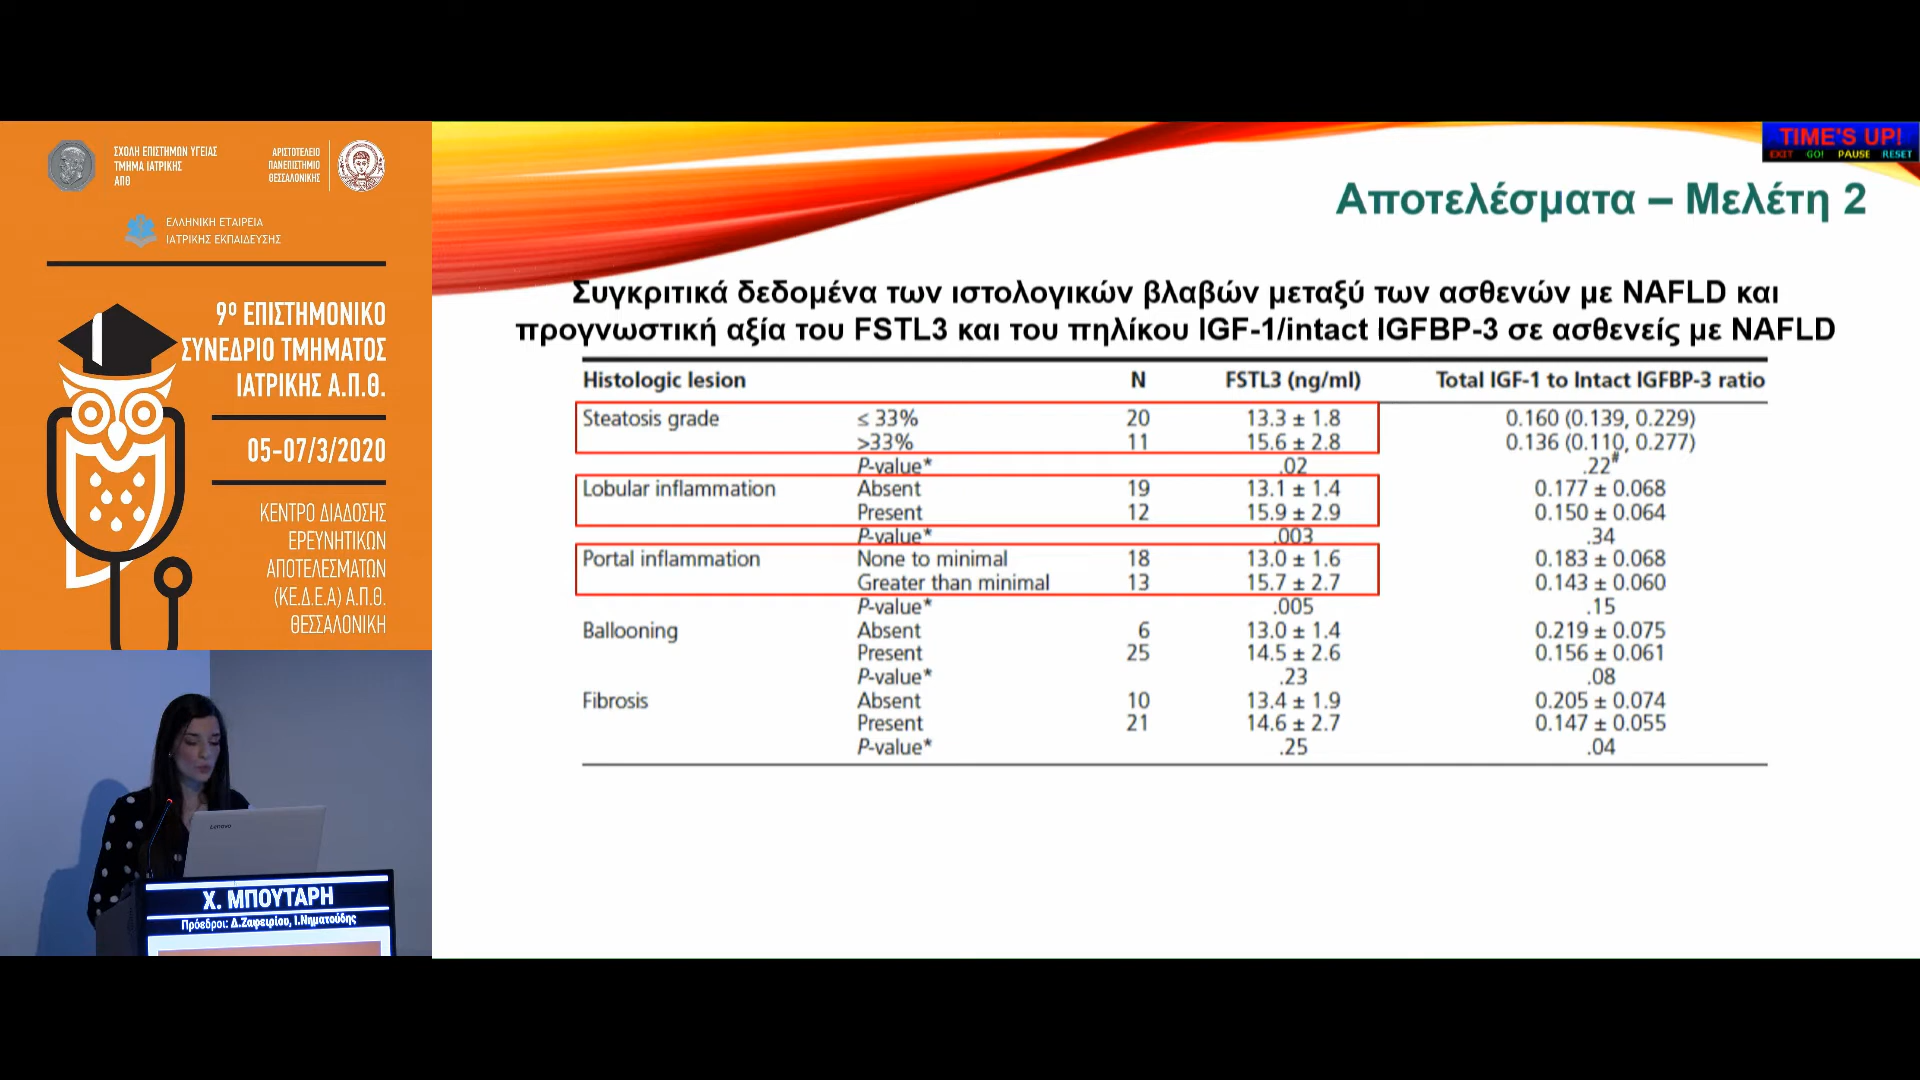 ΣΧΟΛΗ ΕΠΙΣΤΗΜΩΝ ΥΓΕΙΑΣ
ΤΜΗΜΑ ΙΑΤΡΙΚΗΣ
ΑΠΘ
ΑΡΙΣΤΟΤΕΛΕΙΟ
ΠΑΝΕΠΙΣΤΗΜΙΟ
ΘΕΣΣΑΛΟΝΙΚΗΣ
ΕΛΛΗΝΙΚΗ ΕΤΑΙΡΕΙΑ
ΙΑΤΡΙΚΗΣ ΕΚΠΑΙΔΕΥΣΗΣ
9º ΕΠΙΣΤΗΜΟΝΙΚΟ
ΣΥΝΕΔΡΙΟ ΤΜΗΜΑΤΟΣ
ΙΑΤΡΙΚΗΣ Α.Π.Θ.
05-07/3/2020
ΚΕΝΤΡΟ ΔΙΑΔΟΣΗΣ
ΕΡΕΥΝΗΤΙΚΩΝ
ΑΠΟΤΕΛΕΣΜΑΤΩΝ
(ΚΕ.Δ.Ε.Α) Α.Π.Θ.
ΘΕΣΣΑΛΟΝΙΚΗ
lenovo
Χ. ΜΠΟΥΤΑΡΗ
Πρόεδροι: Δ.Ζαφειρίου, Ι.Νηματούδης
TIME'S UP!
EXIT GO! PAUSE RESET
Αποτελέσματα – Μελέτη 2
Συγκριτικά δεδομένα των ιστολογικών βλαβών μεταξύ των ασθενών με NAFLD και
προγνωστική αξία του FSTL3 και του πηλίκου IGF-1/intact IGFBP-3 σε ασθενείς με NAFLD
Histologic lesion N FSTL3 (ng/ml) Total IGF-1 to Intact IGFBP-3 ratio
Steatosis grade ≤ 33% 20 13.3 ± 1.8 0.160 (0.139, 0.229)
>33% 11 15.6 ± 2.8 0.136 (0.110, 0.277)
P-value* .02 .22#
Lobular inflammation Absent 19 13.1 ± 1.4 0.177 ± 0.068
Present 12 15.9 ± 2.9 0.150 ± 0.064
P-value* .003 .34
Portal inflammation None to minimal 18 13.0 ± 1.6 0.183 ± 0.068
Greater than minimal 13 15.7 ± 2.7 0.143 ± 0.060
P-value* .005 .15
Ballooning Absent 6 13.0 ± 1.4 0.219 ± 0.075
Present 25 14.5 ± 2.6 0.156 ± 0.061
P-value* .23 .08
Fibrosis Absent 10 13.4 ± 1.9 0.205 ± 0.074
Present 21 14.6 ± 2.7 0.147 ± 0.055
P-value* .25 .04